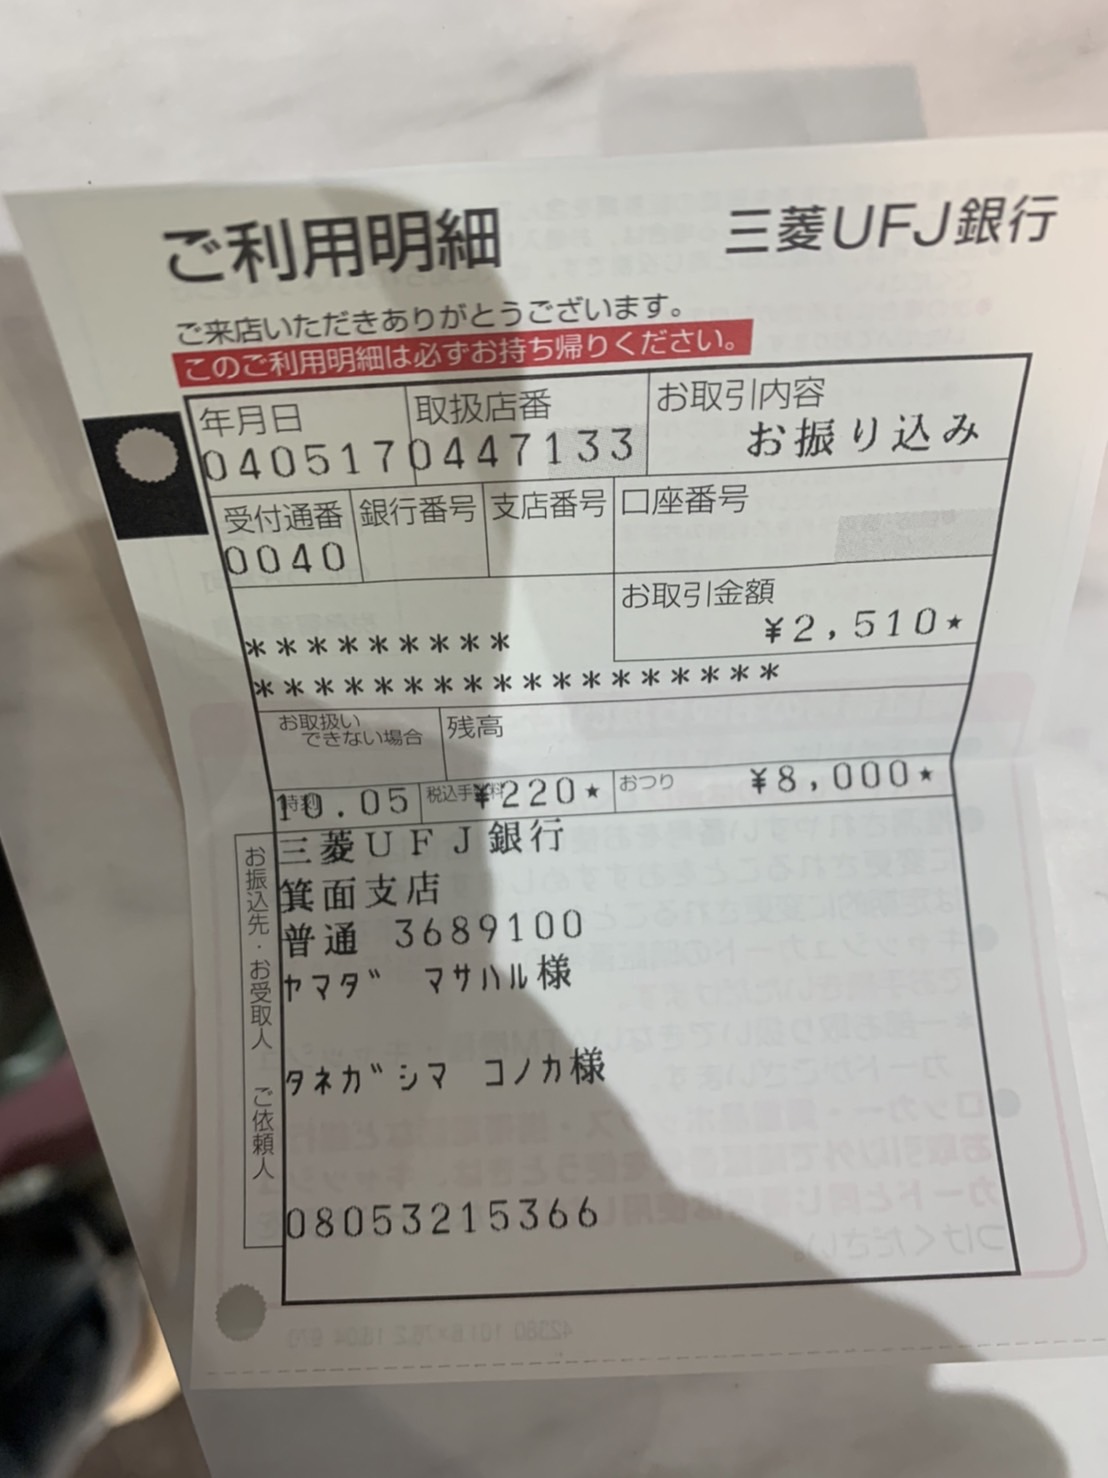 ご利用明細 三菱UFJ銀行
ご来店いただきありがとうございます。
このご利用明細は必ずお持ち帰りください。
年月日 取扱店番 お取引内容
040517 0447133 お振り込み
受付通番 銀行番号 支店番号 口座番号
0040
お取引金額
¥2,510★
*********
******************
お取扱いできない場合 残高
時刻 税込手数料 おつり
10.05 ¥220★ ¥8,000★
お振込先・お受取人 ご依頼人
三菱UFJ銀行
箕面支店
普通 3689100
ヤマダ マサハル様
タネガシマ コノカ様
08053215366